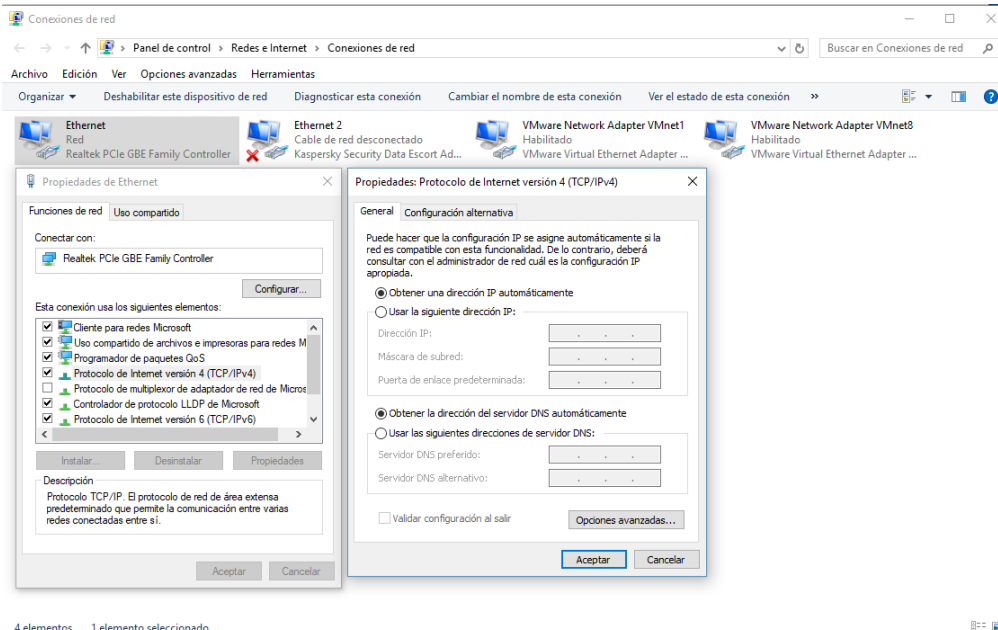 Conexiones de red
Panel de control > Redes e Internet > Conexiones de red
Buscar en Conexiones de red
Archivo Edición Ver Opciones avanzadas Herramientas
Organizar Deshabilitar este dispositivo de red Diagnosticar esta conexión Cambiar el nombre de esta conexión Ver el estado de esta conexión »
Ethernet
Red
Realtek PCIe GBE Family Controller
Ethernet 2
Cable de red desconectado
Kaspersky Security Data Escort Ad...
VMware Network Adapter VMnet1
Habilitado
VMware Virtual Ethernet Adapter ...
VMware Network Adapter VMnet8
Habilitado
VMware Virtual Ethernet Adapter ...
Propiedades de Ethernet
Funciones de red Uso compartido
Conectar con:
Realtek PCIe GBE Family Controller
Configurar...
Esta conexión usa los siguientes elementos:
Cliente para redes Microsoft
Uso compartido de archivos e impresoras para redes M
Programador de paquetes QoS
Protocolo de Internet versión 4 (TCP/IPv4)
Protocolo de multiplexor de adaptador de red de Micros
Controlador de protocolo LLDP de Microsoft
Protocolo de Internet versión 6 (TCP/IPv6)
Instalar... Desinstalar Propiedades
Descripción
Protocolo TCP/IP. El protocolo de red de área extensa
predeterminado que permite la comunicación entre varias
redes conectadas entre sí.
Aceptar Cancelar
Propiedades: Protocolo de Internet versión 4 (TCP/IPv4)
General Configuración alternativa
Puede hacer que la configuración IP se asigne automáticamente si la
red es compatible con esta funcionalidad. De lo contrario, deberá
consultar con el administrador de red cuál es la configuración IP
apropiada.
Obtener una dirección IP automáticamente
Usar la siguiente dirección IP:
Dirección IP:
Máscara de subred:
Puerta de enlace predeterminada:
Obtener la dirección del servidor DNS automáticamente
Usar las siguientes direcciones de servidor DNS:
Servidor DNS preferido:
Servidor DNS alternativo:
Validar configuración al salir
Opciones avanzadas...
Aceptar Cancelar
4 elementos 1 elemento seleccionado